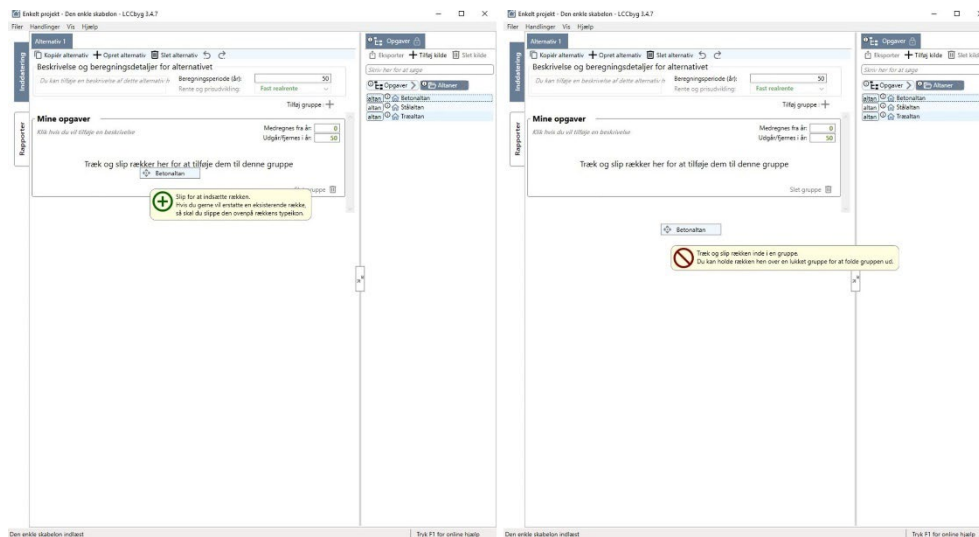 Enkelt projekt - Den enkle skabelon - LCCbyg 3.4.7
Filer Handlinger Vis Hjælp
Inddatering
Rapporter
Alternativ 1
Kopiér alternativ Opret alternativ Slet alternativ
Beskrivelse og beregningsdetaljer for alternativet
Du kan tilføje en beskrivelse af dette alternativ h
Beregningsperiode (år): 50
Rente og prisudvikling: Fast realrente
Tilføj gruppe
Mine opgaver
Klik hvis du vil tilføje en beskrivelse
Medregnes fra år: 0
Udgår/fjernes i år: 50
Træk og slip rækker her for at tilføje dem til denne gruppe
Betonaltan
Slip for at indsætte rækken.
Hvis du gerne vil erstatte en eksisterende række,
så skal du slippe den ovenpå rækkens typeikon.
Opgaver
Eksporter Tilføj kilde Slet kilde
Skriv her for at søge
Opgaver Altaner
altan Betonaltan
altan Stålaltan
altan Træaltan
Den enkle skabelon indlæst
Tryk F1 for online hjælp
Enkelt projekt - Den enkle skabelon - LCCbyg 3.4.7
Filer Handlinger Vis Hjælp
Inddatering
Rapporter
Alternativ 1
Kopiér alternativ Opret alternativ Slet alternativ
Beskrivelse og beregningsdetaljer for alternativet
Du kan tilføje en beskrivelse af dette alternativ h
Beregningsperiode (år): 50
Rente og prisudvikling: Fast realrente
Tilføj gruppe
Mine opgaver
Klik hvis du vil tilføje en beskrivelse
Medregnes fra år: 0
Udgår/fjernes i år: 50
Træk og slip rækker her for at tilføje dem til denne gruppe
Slet gruppe
Betonaltan
Træk og slip rækken inde i en gruppe.
Du kan holde rækken hen over en lukket gruppe for at folde gruppen ud.
Opgaver
Eksporter Tilføj kilde Slet kilde
Skriv her for at søge
Opgaver Altaner
altan Betonaltan
altan Stålaltan
altan Træaltan
Den enkle skabelon indlæst
Tryk F1 for online hjælp